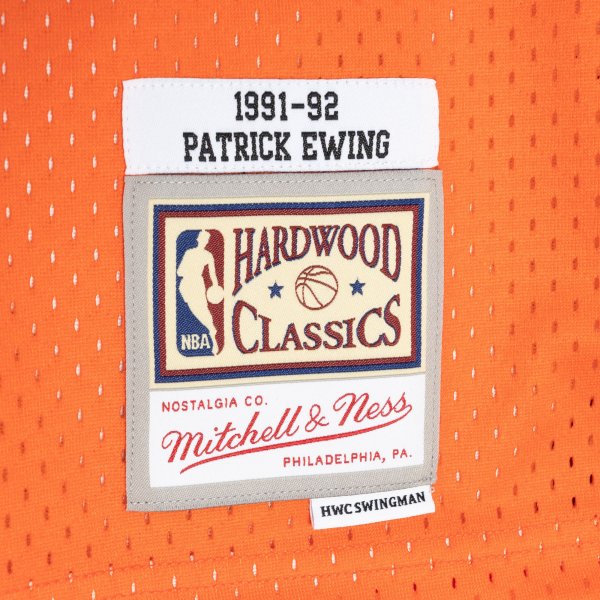 1991-92
PATRICK EWING
HARDWOOD
NBA
CLASSICS
NOSTALGIA CO.
Mitchell & Ness
PHILADELPHIA, PA.
HWC SWINGMAN